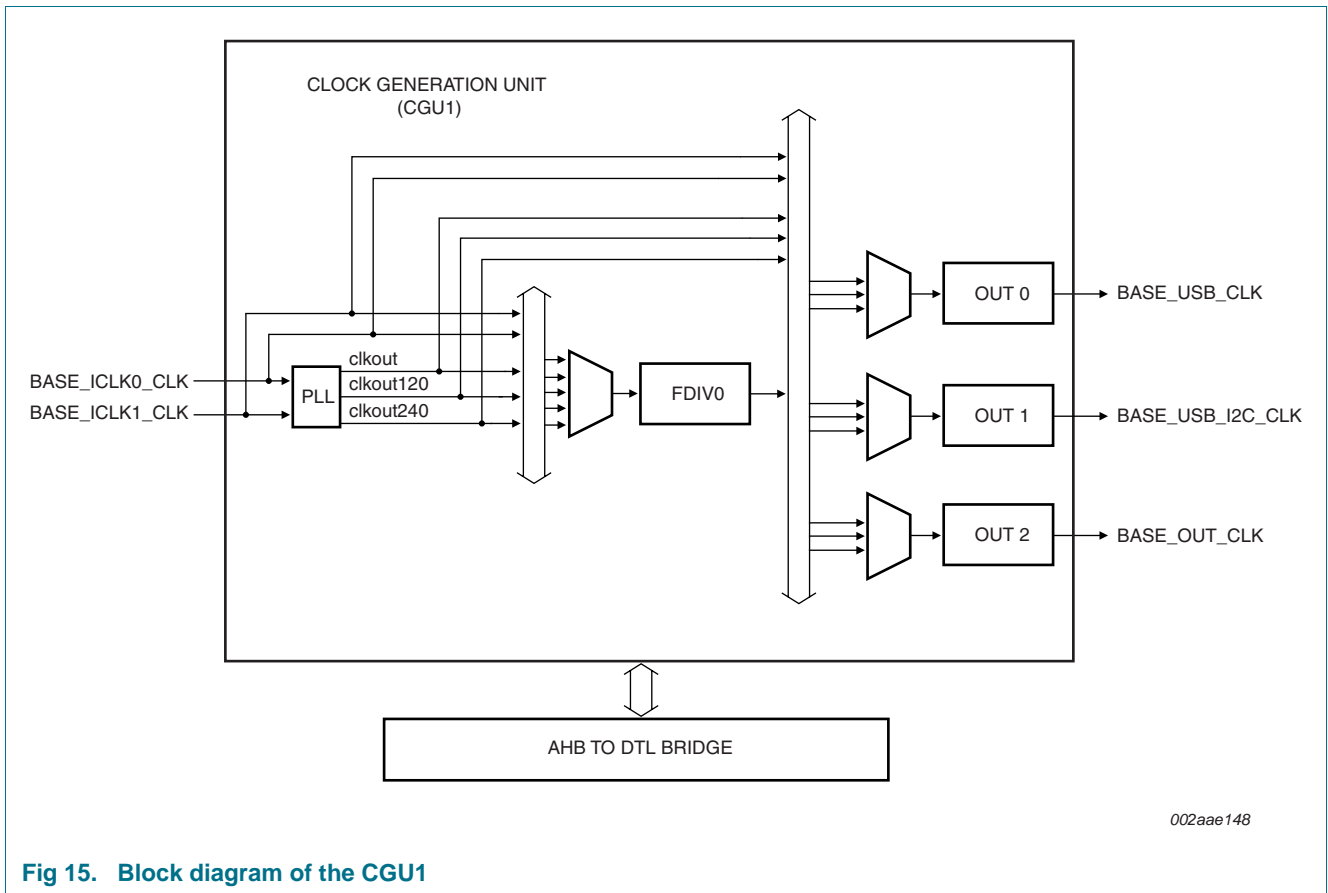 CLOCK GENERATION UNIT
(CGU1)
BASE_ICLK0_CLK
BASE_ICLK1_CLK
PLL
clkout
clkout120
clkout240
FDIV0
OUT 0
BASE_USB_CLK
OUT 1
BASE_USB_I2C_CLK
OUT 2
BASE_OUT_CLK
AHB TO DTL BRIDGE
002aae148
Fig 15. Block diagram of the CGU1